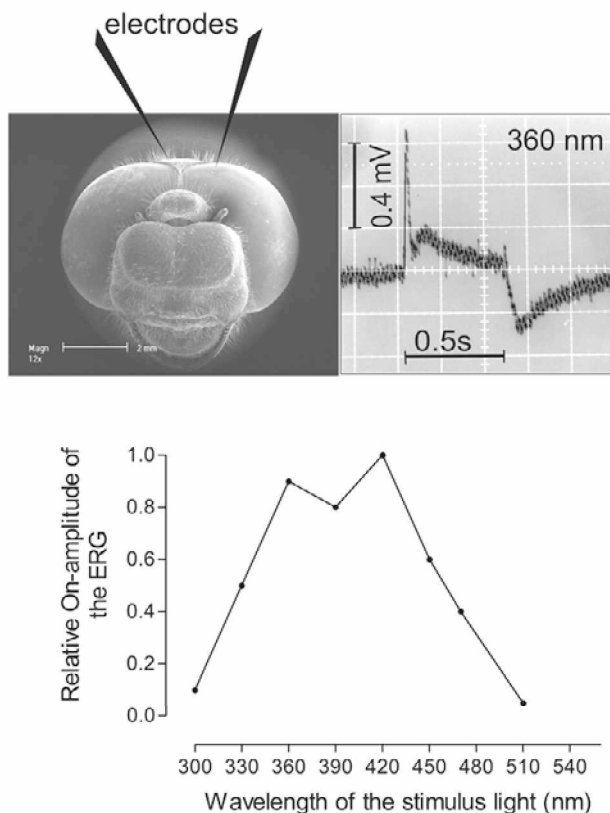 electrodes
360 nm
0.4 mV
0.5s
Magn
12x
2 mm
Relative On-amplitude of
the ERG
1.0
0.8
0.6
0.4
0.2
0.0
300 330 360 390 420 450 480 510 540
Wavelength of the stimulus light (nm)